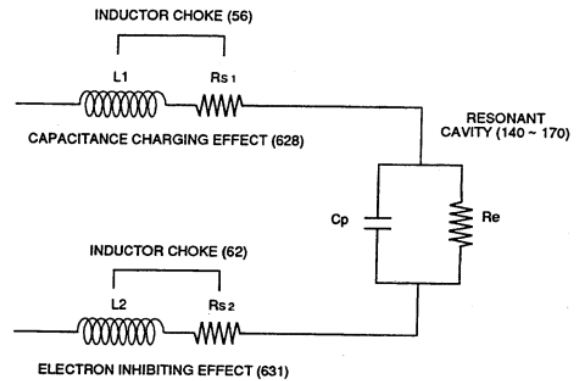 INDUCTOR CHOKE (56)
L1 Rs1
CAPACITANCE CHARGING EFFECT (628)
RESONANT
CAVITY (140 ~ 170)
Cp Re
INDUCTOR CHOKE (62)
L2 Rs2
ELECTRON INHIBITING EFFECT (631)